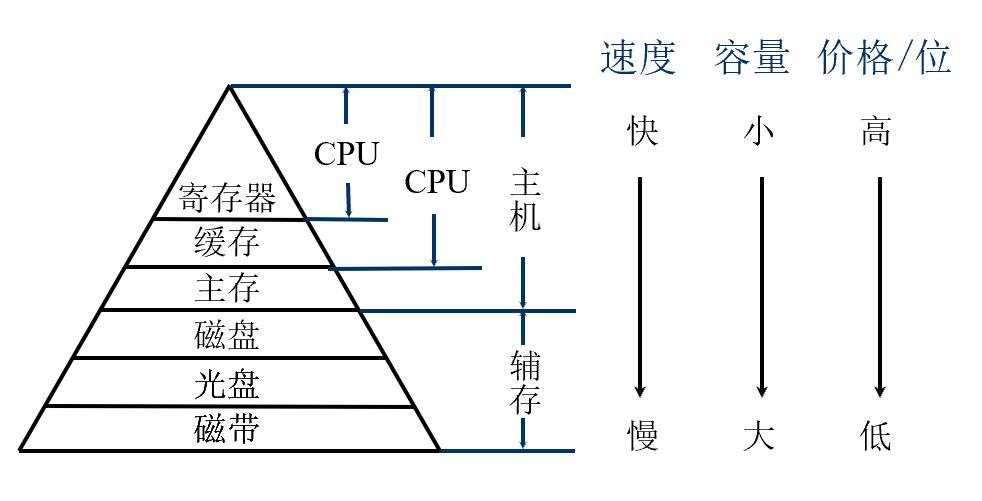 速度 容量 价格/位
快 小 高
CPU
CPU
主机
寄存器
缓存
主存
磁盘
辅存
光盘
磁带
慢 大 低